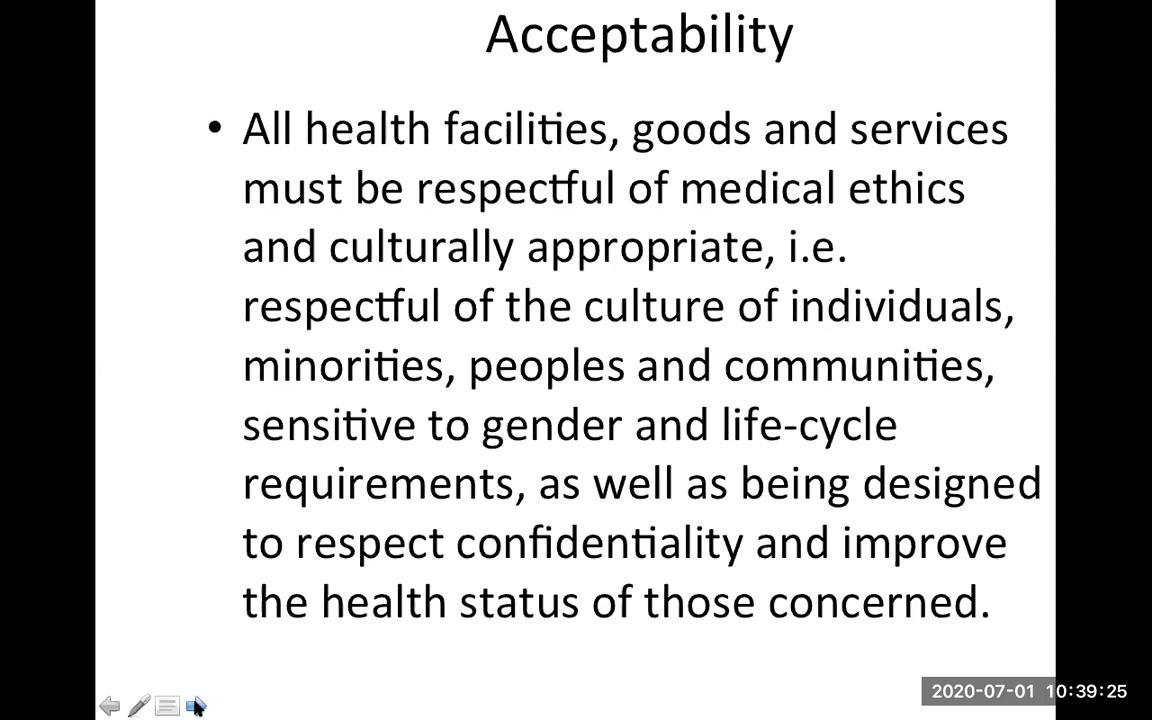 Acceptability
• All health facilities, goods and services
must be respectful of medical ethics
and culturally appropriate, i.e.
respectful of the culture of individuals,
minorities, peoples and communities,
sensitive to gender and life-cycle
requirements, as well as being designed
to respect confidentiality and improve
the health status of those concerned.
2020-07-01 10:39:25